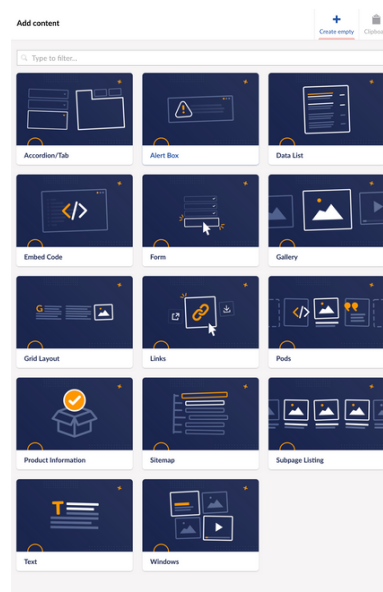 Add content
Create empty
Type to filter...
Accordion/Tab
Alert Box
Data List
Embed Code
Form
Gallery
G
Grid Layout
Links
Pods
Product Information
Sitemap
Subpage Listing
T
Text
Windows